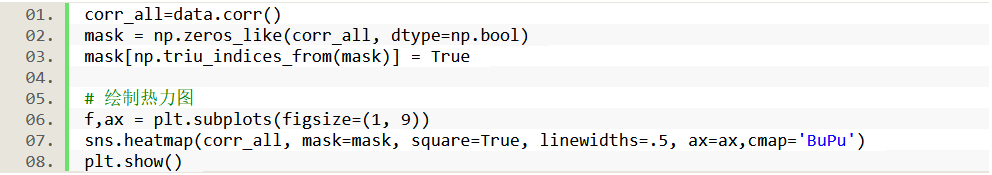 01. corr_all=data.corr()
02. mask = np.zeros_like(corr_all, dtype=np.bool)
03. mask[np.triu_indices_from(mask)] = True
04.
05. # 绘制热力图
06. f,ax = plt.subplots(figsize=(1, 9))
07. sns.heatmap(corr_all, mask=mask, square=True, linewidths=.5, ax=ax,cmap='BuPu')
08. plt.show()